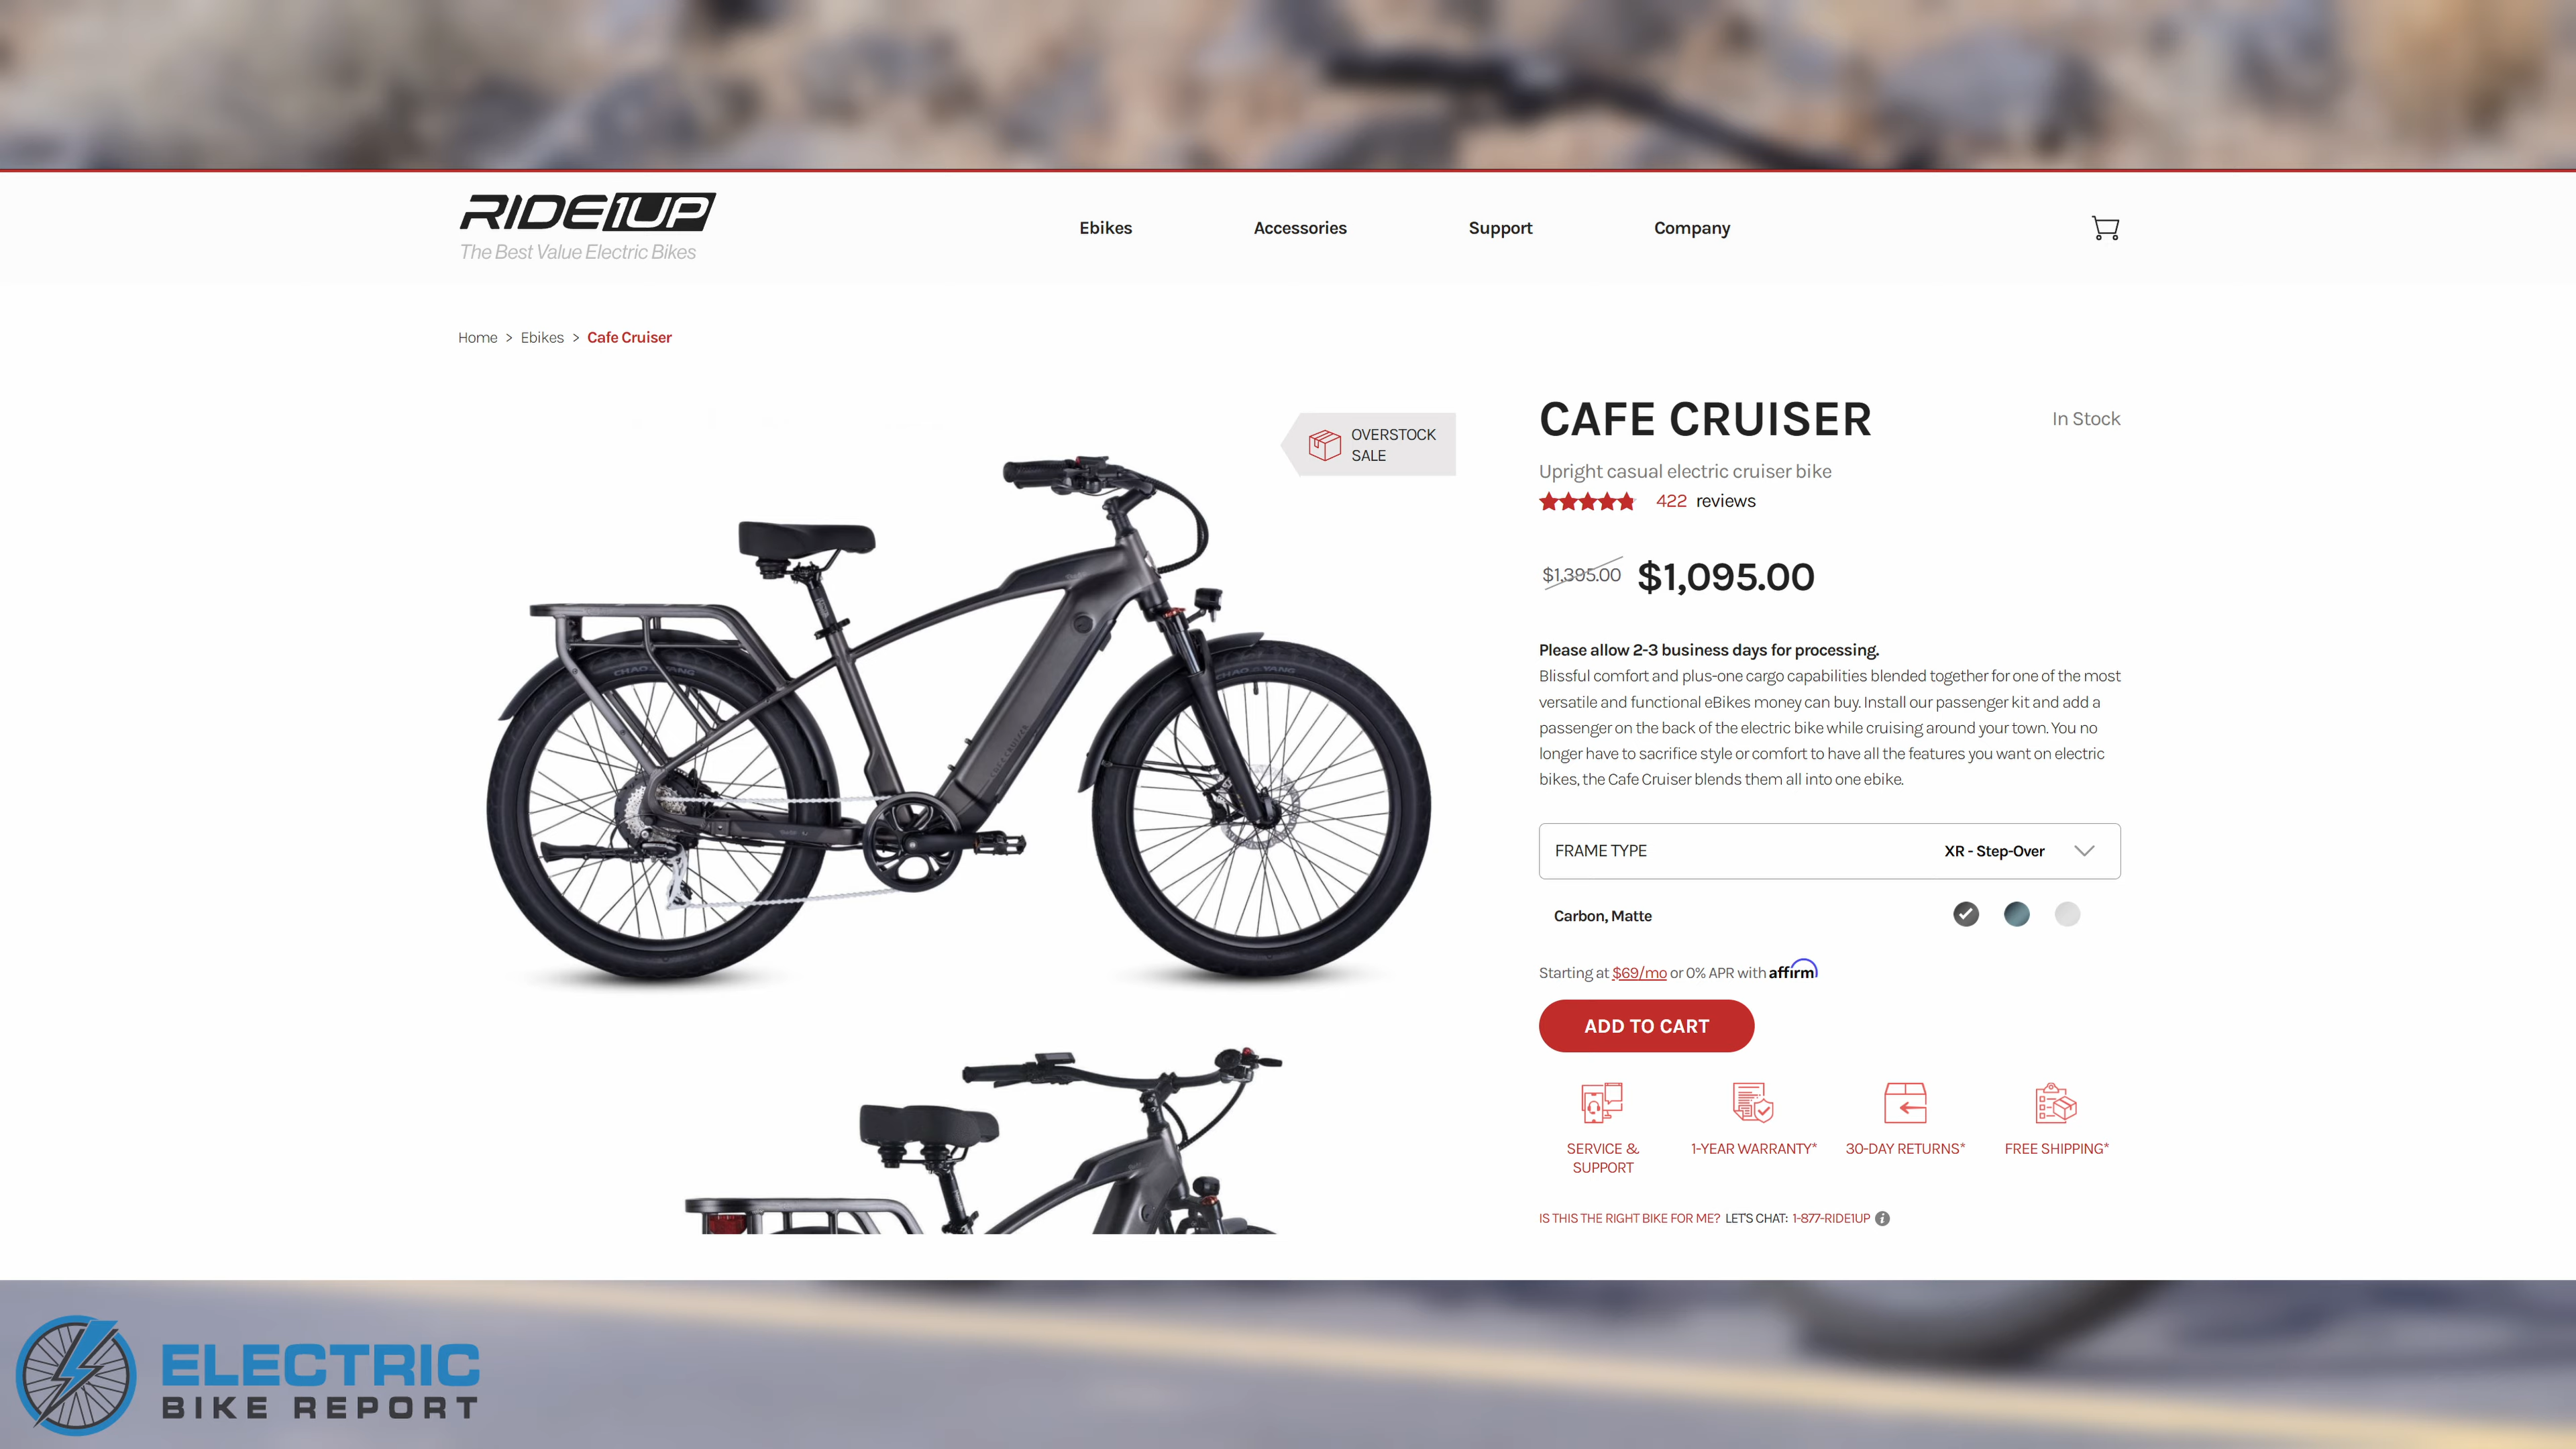 RIDE1UP
The Best Value Electric Bikes
Ebikes
Accessories
Support
Company
Home > Ebikes > Cafe Cruiser
OVERSTOCK
SALE
CHAO YANG
CHAO YANG
CAFE CRUISER
In Stock
Upright casual electric cruiser bike
422 reviews
$1,395.00 $1,095.00
Please allow 2-3 business days for processing.
Blissful comfort and plus-one cargo capabilities blended together for one of the most
versatile and functional eBikes money can buy. Install our passenger kit and add a
passenger on the back of the electric bike while cruising around your town. You no
longer have to sacrifice style or comfort to have all the features you want on electric
bikes, the Cafe Cruiser blends them all into one ebike.
FRAME TYPE
XR - Step-Over
Carbon, Matte
Starting at $69/mo or 0% APR with affirm
ADD TO CART
SERVICE &
SUPPORT
1-YEAR WARRANTY*
30-DAY RETURNS*
FREE SHIPPING*
IS THIS THE RIGHT BIKE FOR ME? LET'S CHAT: 1-877-RIDE1UP
ELECTRIC
BIKE REPORT